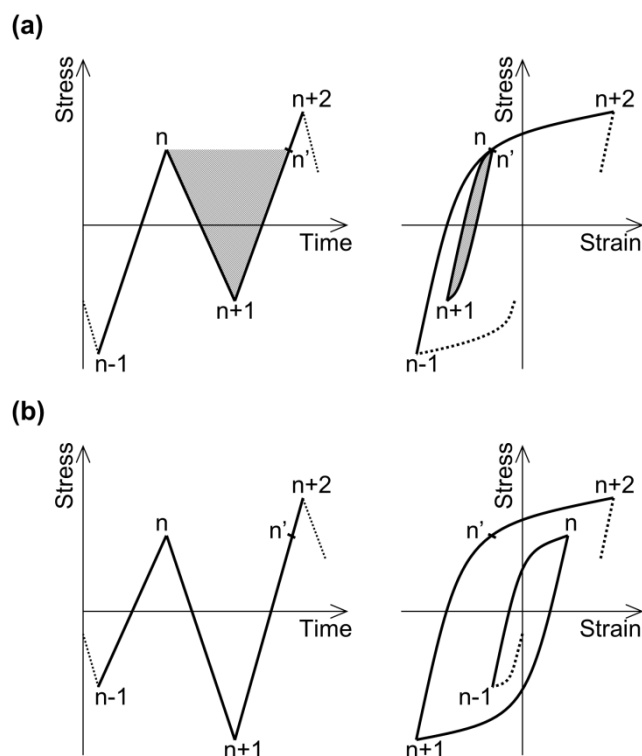 (a)
Stress
n
n+2
n'
Time
n+1
n-1
Stress
n+2
n
n'
Strain
n+1
n-1
(b)
Stress
n+2
n
n'
Time
n-1
n+1
Stress
n+2
n'
n
Strain
n-1
n+1